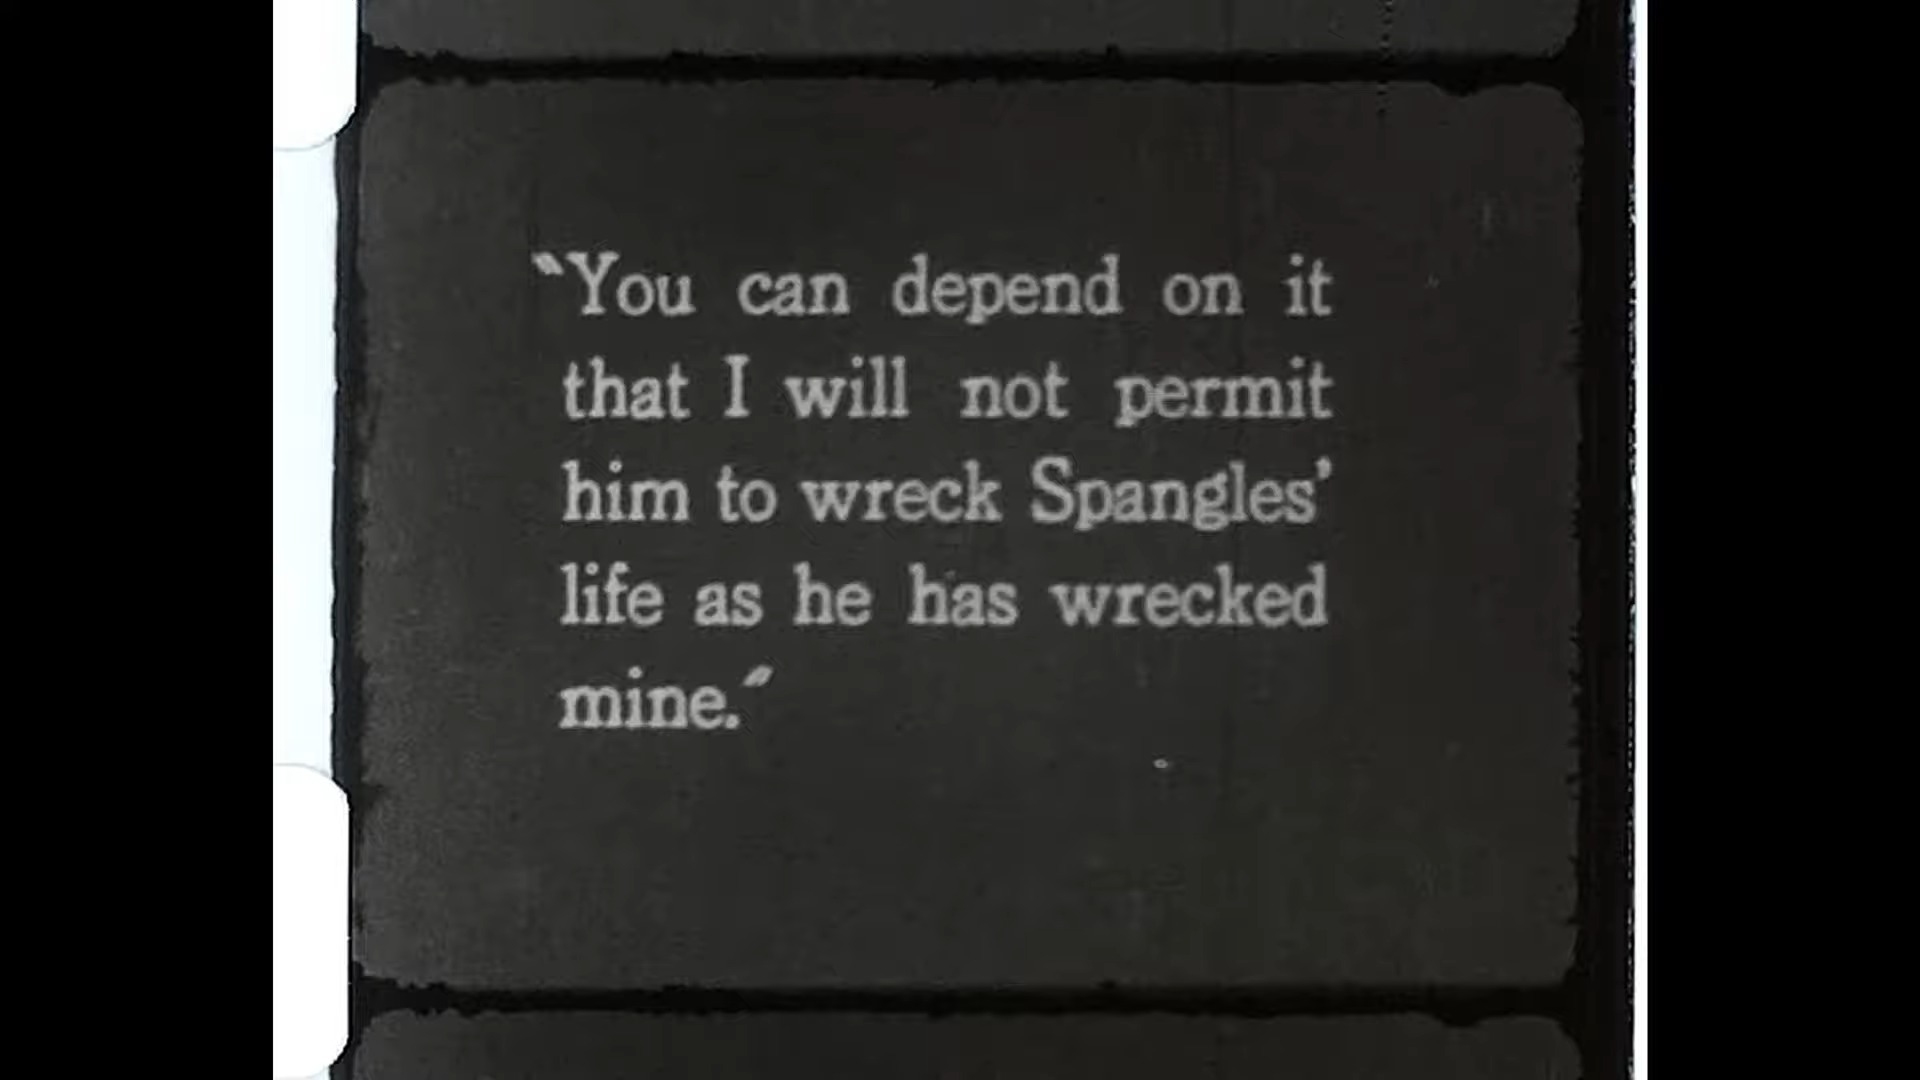 "You can depend on it
that I will not permit
him to wreck Spangles'
life as he has wrecked
mine."